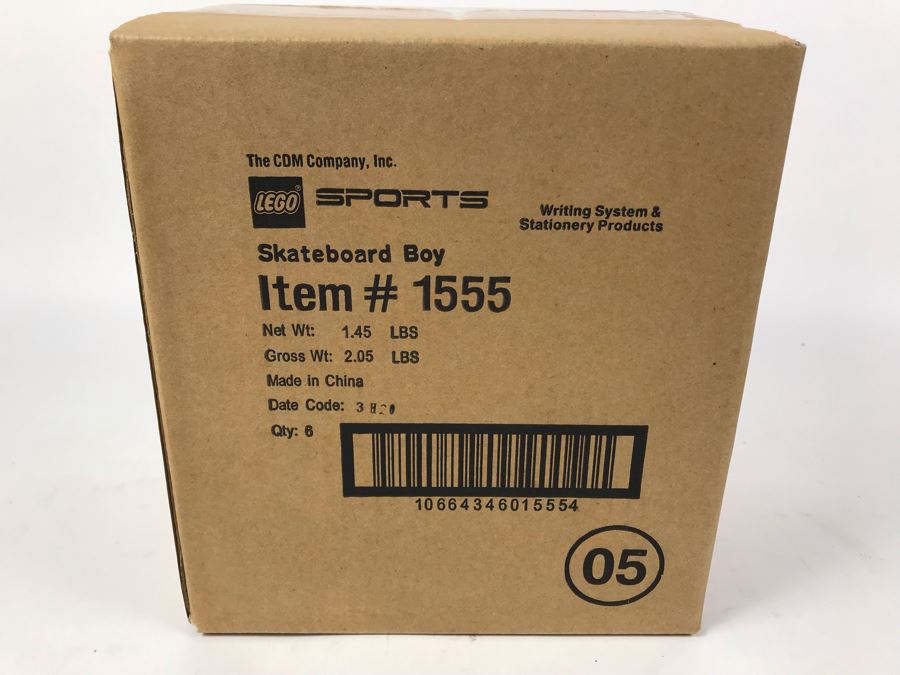 The CDM Company, Inc.
LEGO® SPORTS
Writing System &
Stationery Products
Skateboard Boy
Item # 1555
Net Wt: 1.45 LBS
Gross Wt: 2.05 LBS
Made in China
Date Code: 3
Qty: 6
10664346015554
05